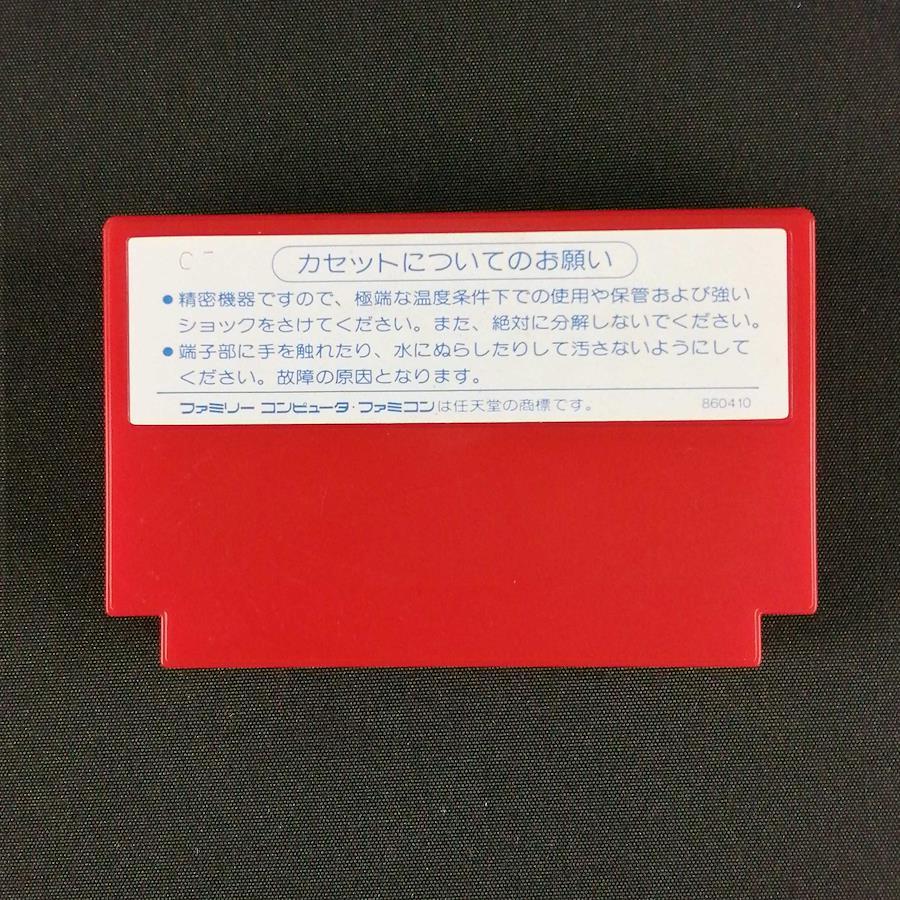 カセットについてのお願い
●精密機器ですので、極端な温度条件下での使用や保管および強い
ショックをさけてください。また、絶対に分解しないでください。
●端子部に手を触れたり、水にぬらしたりして汚さないようにして
ください。故障の原因となります。
ファミリー コンピュータ・ファミコンは任天堂の商標です。 860410